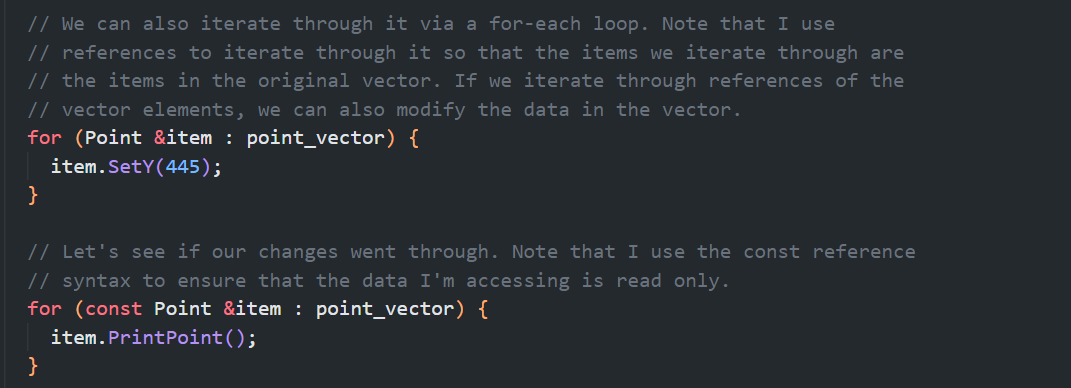 // We can also iterate through it via a for-each loop. Note that I use
// references to iterate through it so that the items we iterate through are
// the items in the original vector. If we iterate through references of the
// vector elements, we can also modify the data in the vector.
for (Point &item : point_vector) {
  item.SetY(445);
}

// Let's see if our changes went through. Note that I use the const reference
// syntax to ensure that the data I'm accessing is read only.
for (const Point &item : point_vector) {
  item.PrintPoint();
}